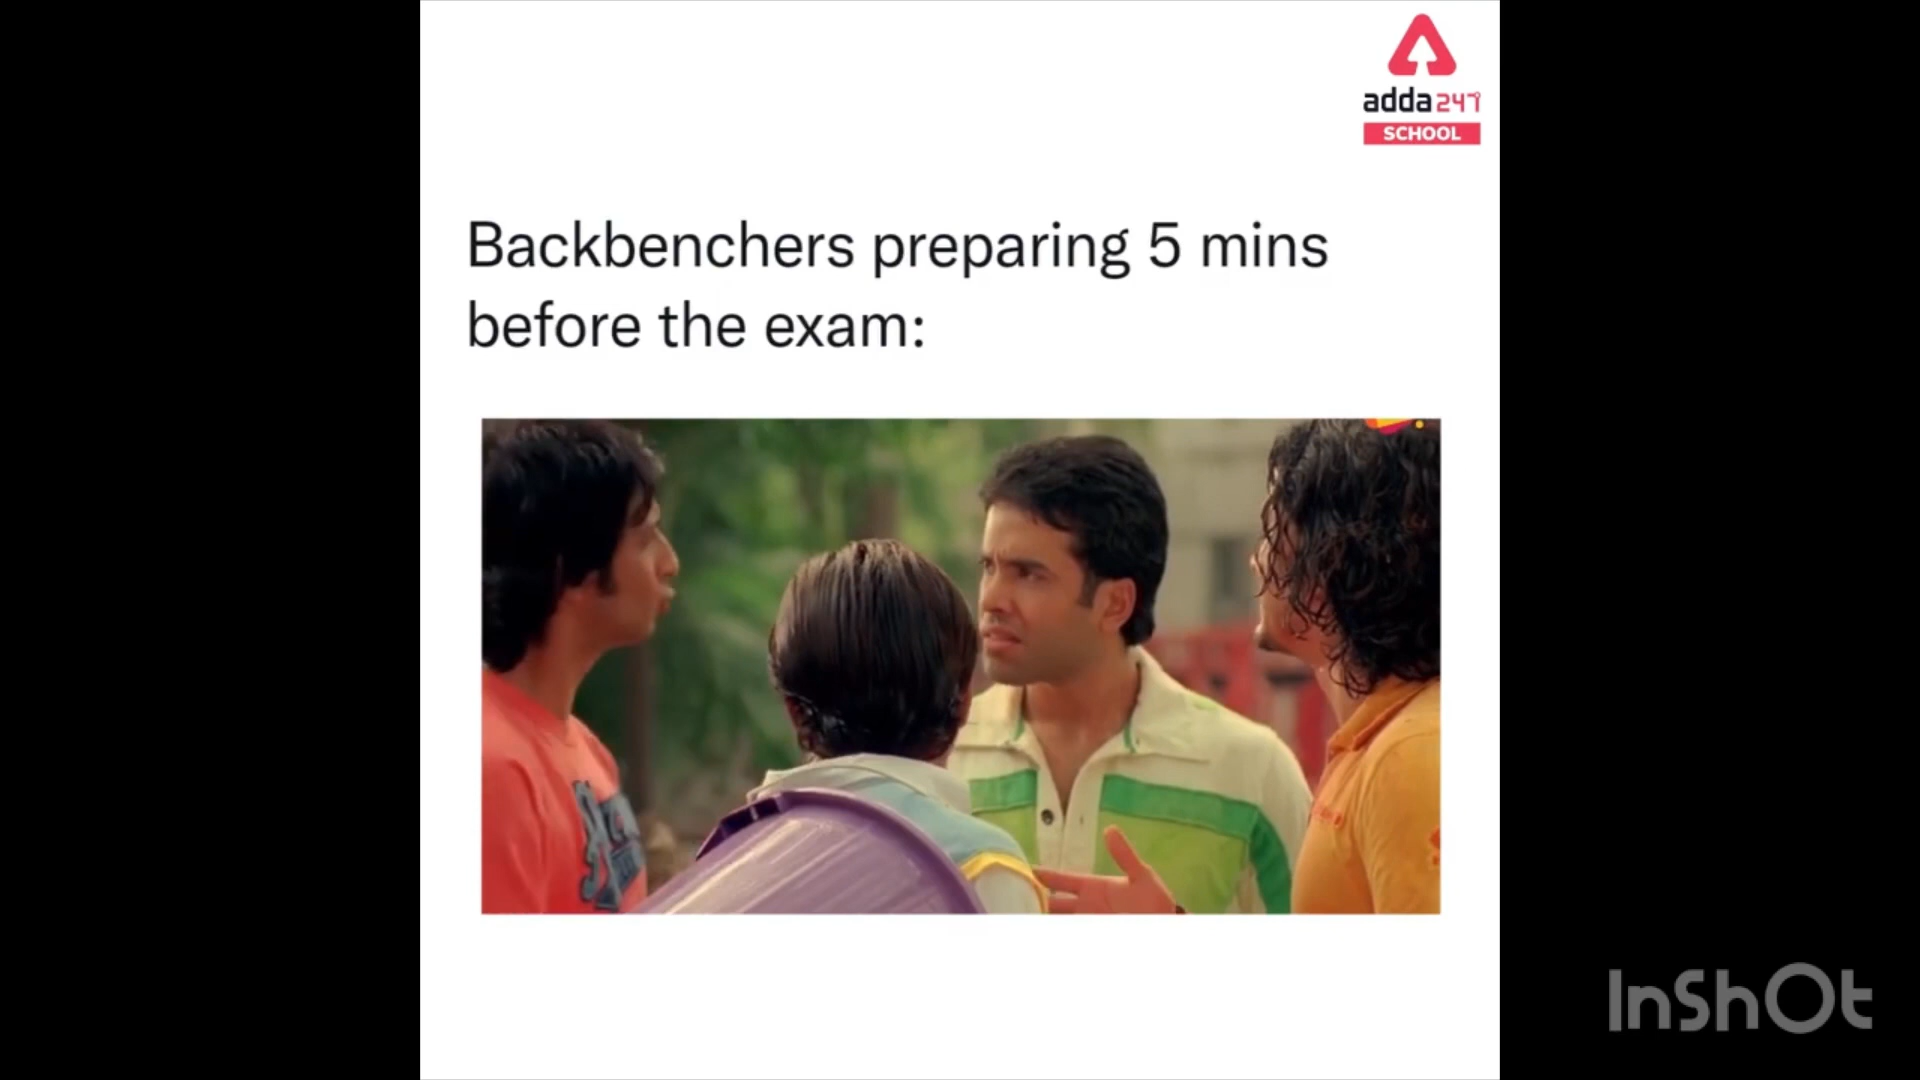 adda247
SCHOOL
Backbenchers preparing 5 mins
before the exam:
InShOt